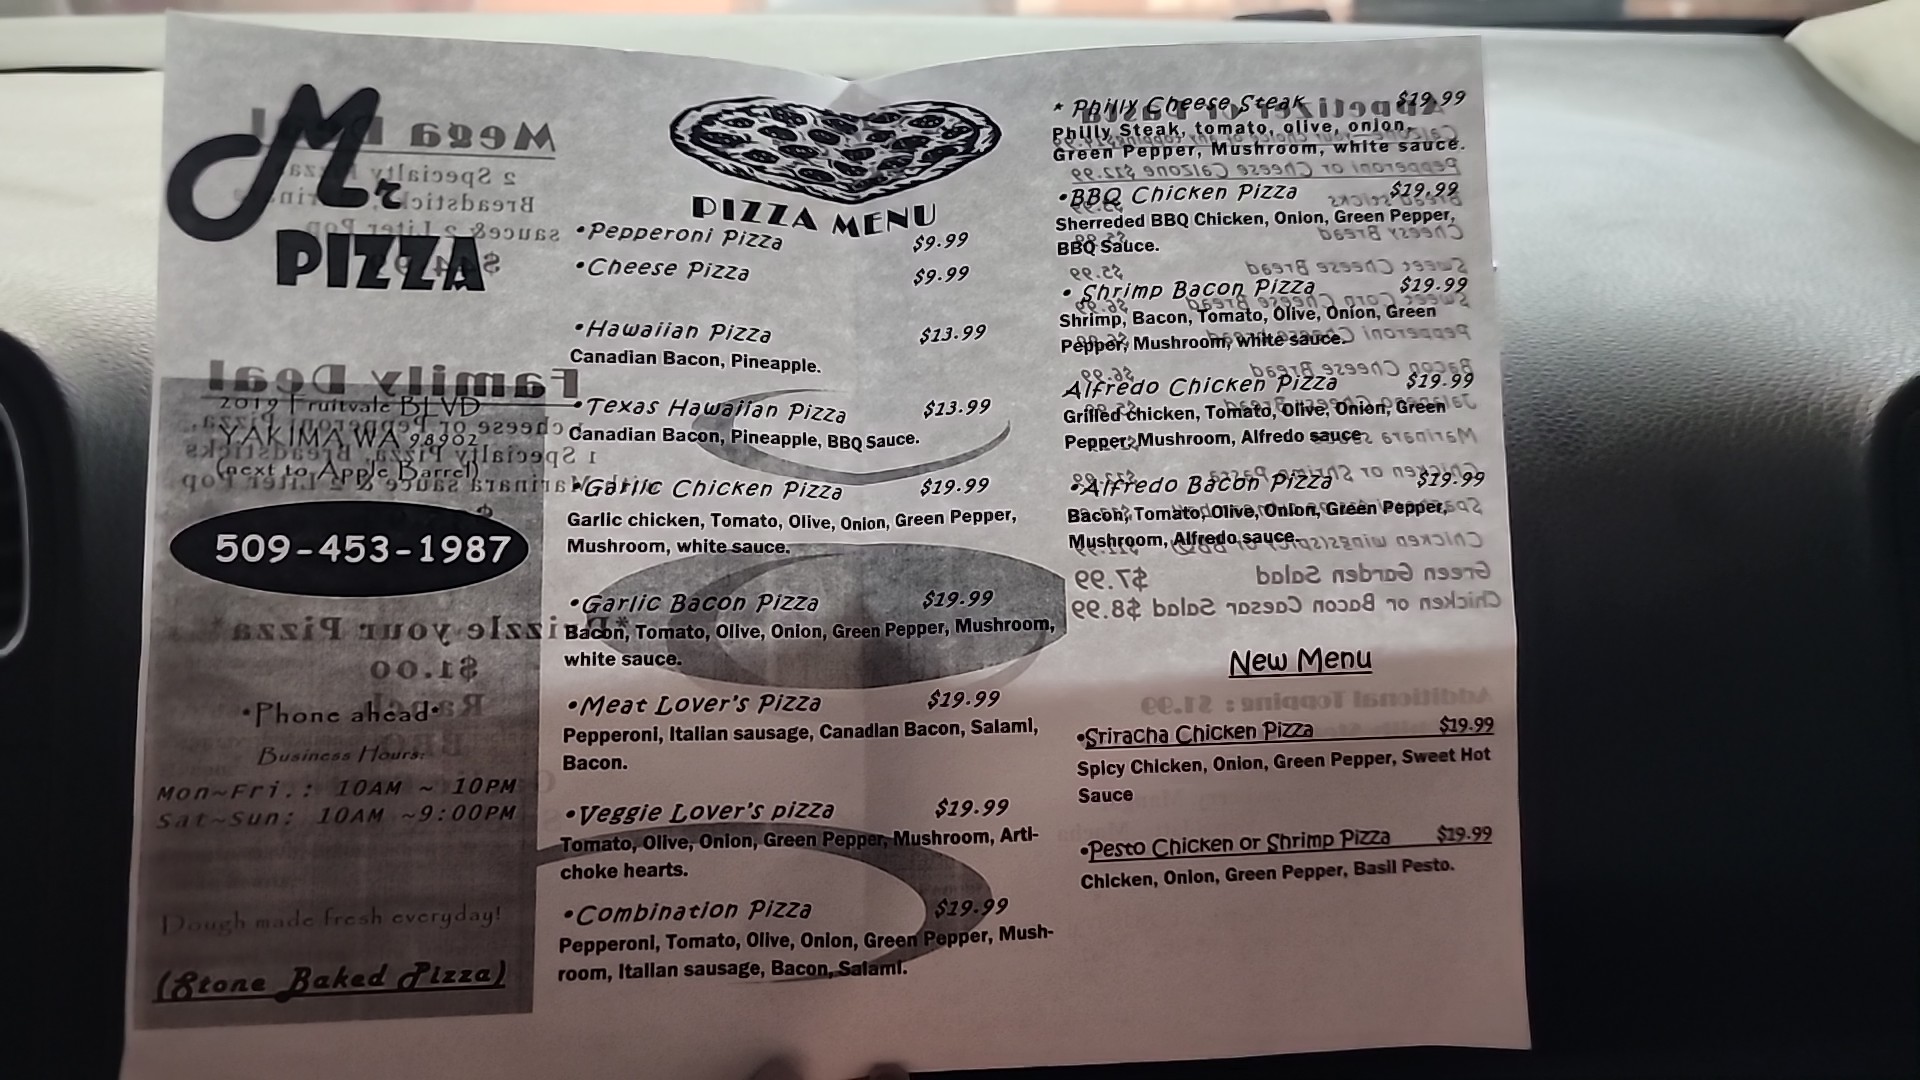 Mr
PIZZA
2019 Fruitvale BLVD
YAKIMA, WA 98902
(next to Apple Barrel)
509-453-1987
•Phone ahead•
Business Hours:
Mon~Fri.: 10AM ~ 10PM
Sat~Sun: 10AM ~9:00PM
Dough made fresh everyday!
(Stone Baked Pizza)
PIZZA MENU
•Pepperoni Pizza $9.99
•Cheese Pizza $9.99
•Hawaiian Pizza $13.99
Canadian Bacon, Pineapple.
•Texas Hawaiian Pizza $13.99
Canadian Bacon, Pineapple, BBQ Sauce.
•Garlic Chicken Pizza $19.99
Garlic chicken, Tomato, Olive, Onion, Green Pepper,
Mushroom, white sauce.
•Garlic Bacon Pizza $19.99
Bacon, Tomato, Olive, Onion, Green Pepper, Mushroom,
white sauce.
•Meat Lover's Pizza $19.99
Pepperoni, Italian sausage, Canadian Bacon, Salami,
Bacon.
•Veggie Lover's pizza $19.99
Tomato, Olive, Onion, Green Pepper, Mushroom, Arti-
choke hearts.
•Combination Pizza $19.99
Pepperoni, Tomato, Olive, Onion, Green Pepper, Mush-
room, Italian sausage, Bacon, Salami.
* Philly Cheese Steak $19.99
Philly Steak, tomato, olive, onion,
Green Pepper, Mushroom, white sauce.
•BBQ Chicken Pizza $19.99
Sherreded BBQ Chicken, Onion, Green Pepper,
BBQ Sauce.
• Shrimp Bacon Pizza $19.99
Shrimp, Bacon, Tomato, Olive, Onion, Green
Pepper, Mushroom, white sauce.
Alfredo Chicken Pizza $19.99
Grilled chicken, Tomato, Olive, Onion, Green
Pepper, Mushroom, Alfredo sauce
•Alfredo Bacon Pizza $19.99
Bacon, Tomato, Olive, Onion, Green Pepper,
Mushroom, Alfredo sauce.
New Menu
•Sriracha Chicken Pizza $19.99
Spicy Chicken, Onion, Green Pepper, Sweet Hot
Sauce
•Pesto Chicken or Shrimp Pizza $19.99
Chicken, Onion, Green Pepper, Basil Pesto.